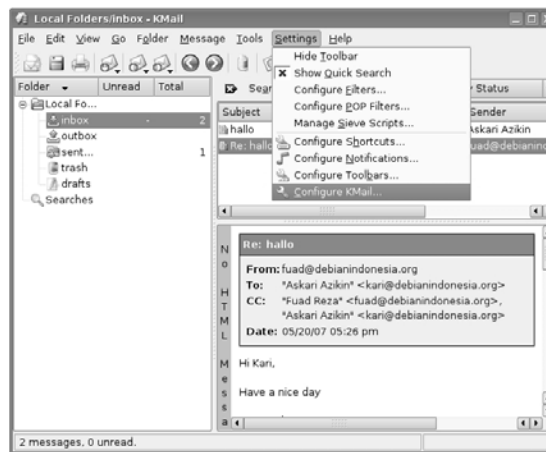 Local Folders/inbox - KMail
File Edit View Go Folder Message Tools Settings Help
Hide Toolbar
Show Quick Search
Configure Filters...
Configure POP Filters...
Manage Sieve Scripts...
Configure Shortcuts...
Configure Notifications...
Configure Toolbars...
Configure KMail...
Folder Unread Total
Local Fo...
inbox - 2
outbox
sent... 1
trash
drafts
Searches
Sear Status
Subject Sender
hallo Askari Azikin
Re: hallo fuad@debianindo
No HTML Messa
Re: hallo
From: fuad@debianindonesia.org
To: "Askari Azikin" <kari@debianindonesia.org>
CC: "Fuad Reza" <fuad@debianindonesia.org>,
"Askari Azikin" <kari@debianindonesia.org>
Date: 05/20/07 05:26 pm
Hi Kari,
Have a nice day
2 messages, 0 unread.